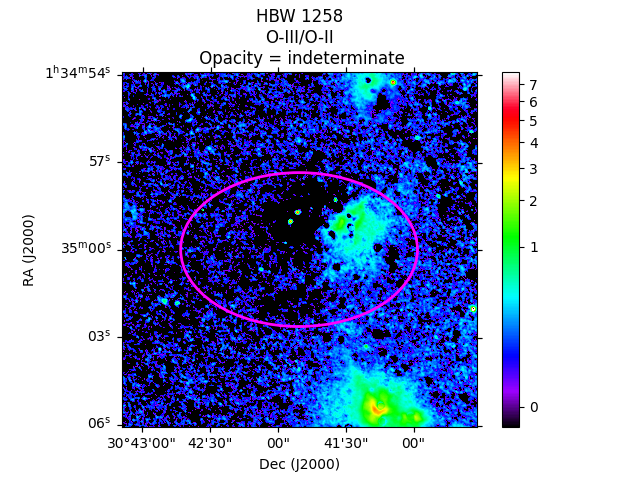 HBW 1258
O-III/O-II
Opacity = indeterminate
1ʰ34ᵐ54ˢ
57ˢ
35ᵐ00ˢ
03ˢ
06ˢ
RA (J2000)
30°43'00" 42'30" 00" 41'30" 00"
Dec (J2000)
7
6
5
4
3
2
1
0